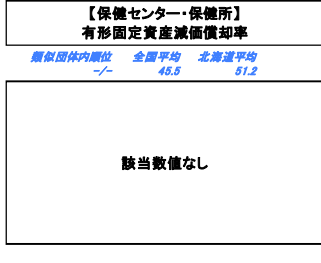 【保健センター・保健所】
有形固定資産減価償却率
類似団体内順位 全国平均 北海道平均
-/- 45.5 51.2
該当数値なし